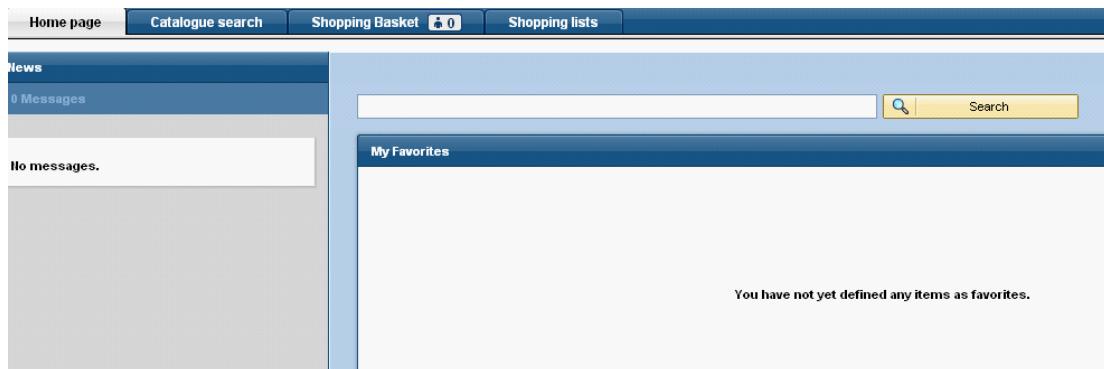 Home page Catalogue search Shopping Basket 0 Shopping lists
News
0 Messages
No messages.
Search
My Favorites
You have not yet defined any items as favorites.